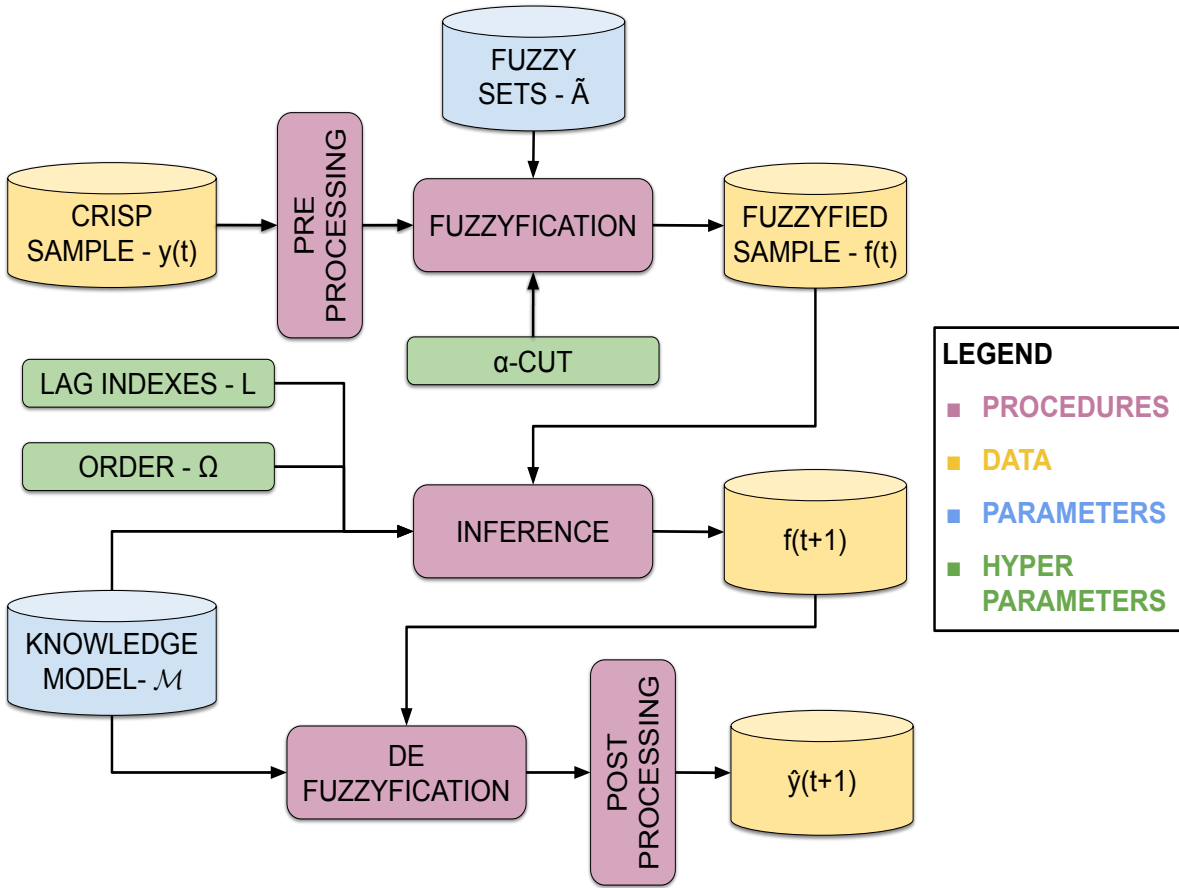 FUZZY
SETS - Ã
PRE
PROCESSING
CRISP
SAMPLE - y(t)
FUZZYFICATION
FUZZYFIED
SAMPLE - f(t)
α-CUT
LAG INDEXES - L
ORDER - Ω
INFERENCE
f(t+1)
KNOWLEDGE
MODEL- ℳ
DE
FUZZYFICATION
POST
PROCESSING
ŷ(t+1)
LEGEND
PROCEDURES
DATA
PARAMETERS
HYPER
PARAMETERS